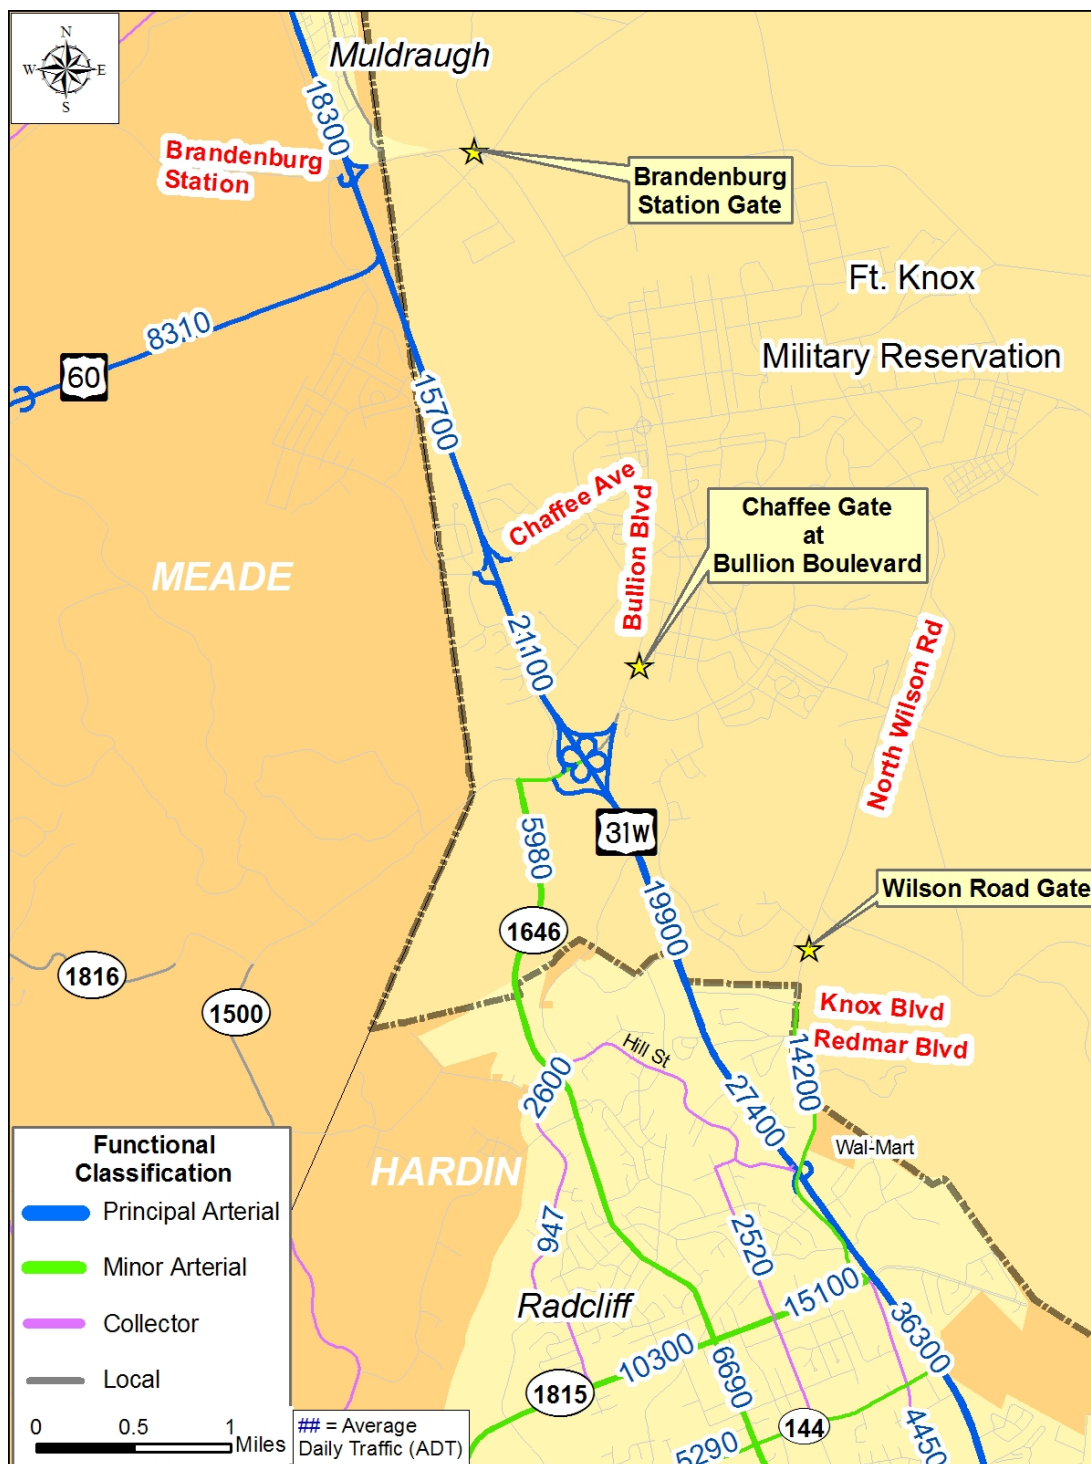 N
W E
S
Muldraugh
18300
Brandenburg
Station
Brandenburg
Station Gate
Ft. Knox
Military Reservation
8310
60
15700
Chaffee Ave
Bullion Blvd
Chaffee Gate
at
Bullion Boulevard
MEADE
21100
North Wilson Rd
5980
31W
19900
Wilson Road Gate
1646
1816
1500
Knox Blvd
Redmar Blvd
14200
Hill St
2600
27400
Wal-Mart
HARDIN
947
2520
15100
Radcliff
36300
10300
6690
1815
144
4450
5290
Functional
Classification
Principal Arterial
Minor Arterial
Collector
Local
0 0.5 1
Miles
## = Average
Daily Traffic (ADT)